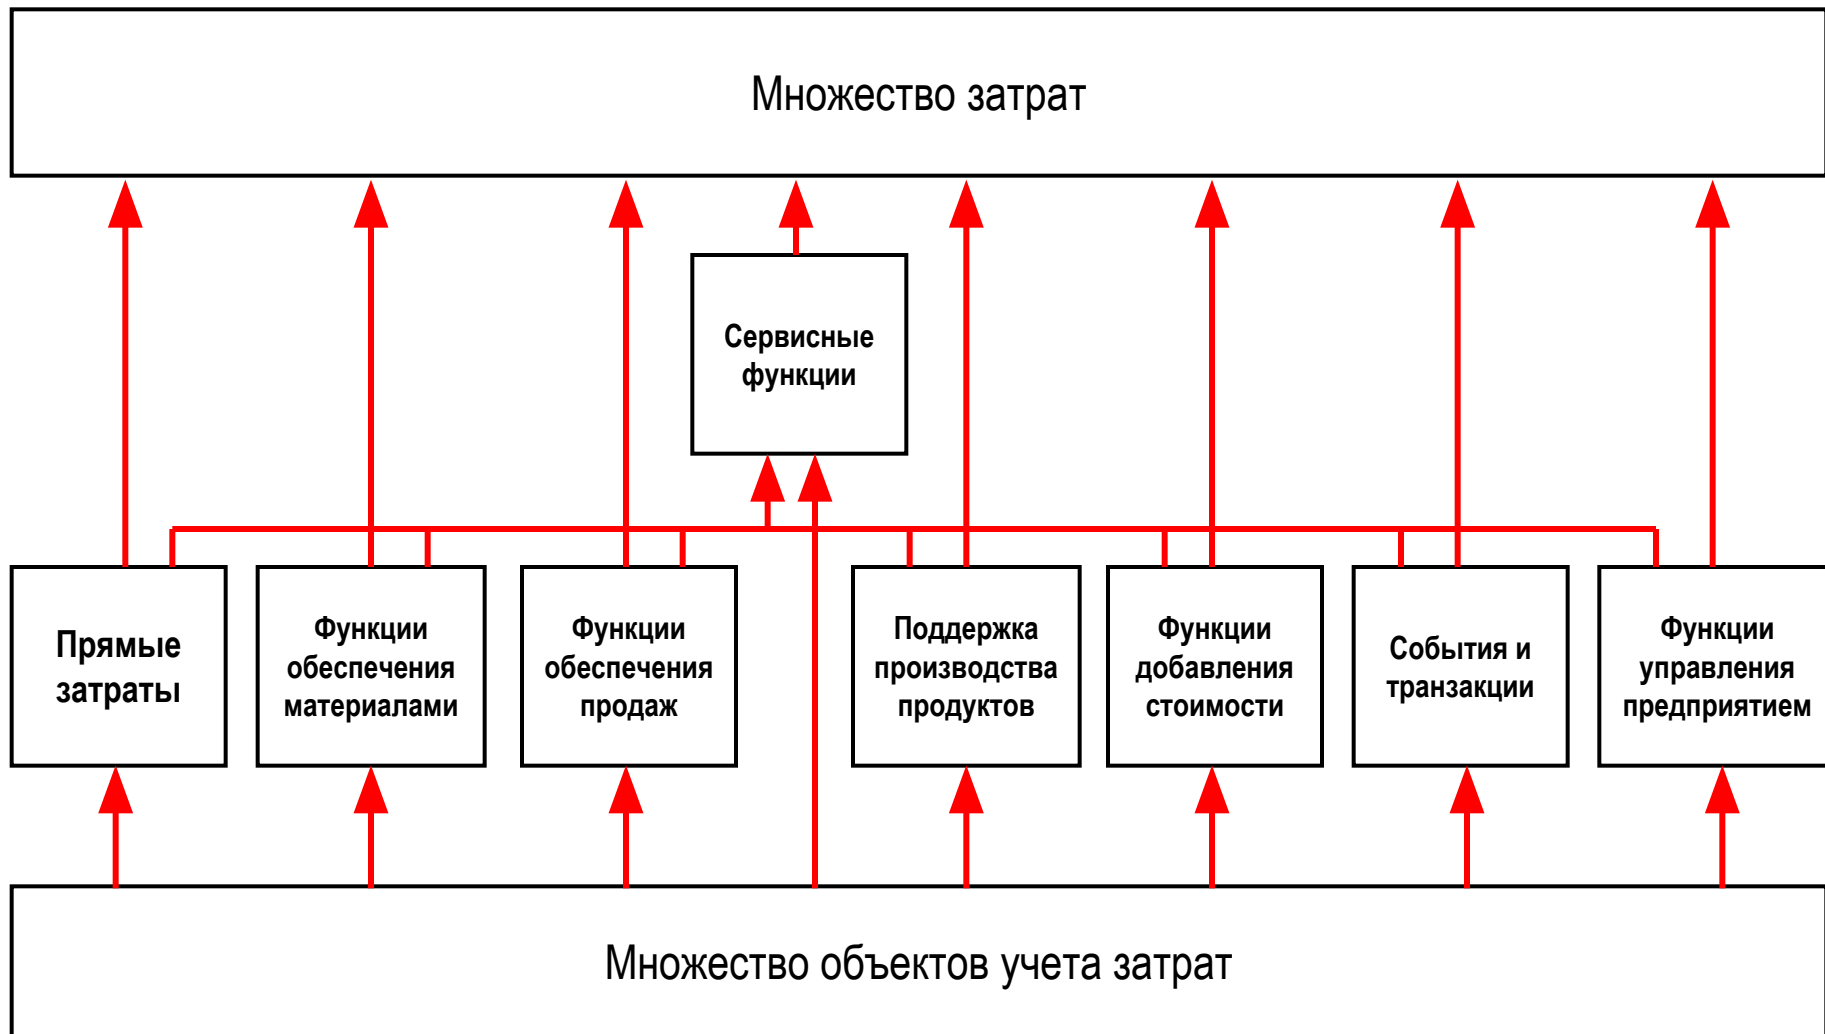 Множество затрат
Сервисные
функции
Прямые
затраты
Функции
обеспечения
материалами
Функции
обеспечения
продаж
Поддержка
производства
продуктов
Функции
добавления
стоимости
События и
транзакции
Функции
управления
предприятием
Множество объектов учета затрат